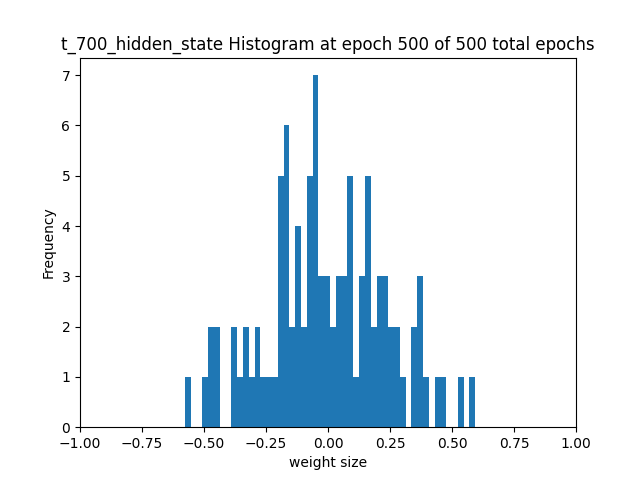 t_700_hidden_state Histogram at epoch 500 of 500 total epochs
7
6
5
4
3
2
1
0
Frequency
−1.00 −0.75 −0.50 −0.25 0.00 0.25 0.50 0.75 1.00
weight size